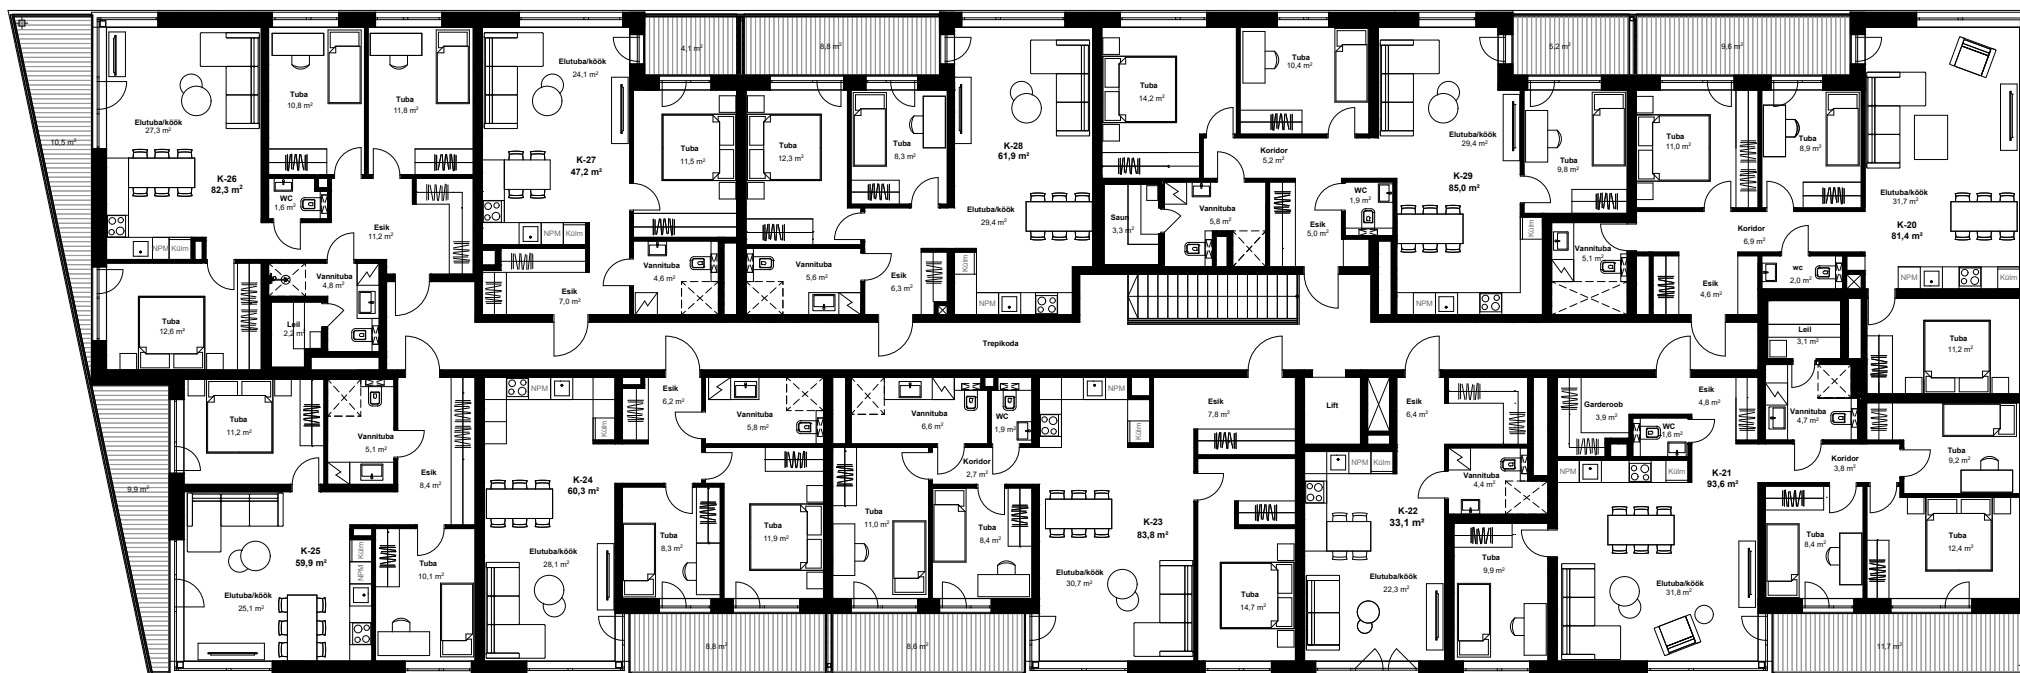 10,5 m²
Elutuba/köök
27,3 m²
K-26
82,3 m²
NPM
Külm
Tuba
10,8 m²
Tuba
11,8 m²
WC
1,6 m²
Esik
11,2 m²
Vannituba
4,8 m²
Leil
2,2 m²
Tuba
12,6 m²
Elutuba/köök
24,1 m²
K-27
47,2 m²
NPM
Külm
4,1 m²
Tuba
11,5 m²
Vannituba
4,6 m²
Esik
7,0 m²
8,8 m²
Tuba
12,3 m²
Tuba
8,3 m²
Vannituba
5,6 m²
Esik
6,3 m²
K-28
61,9 m²
Elutuba/köök
29,4 m²
Külm
NPM
Tuba
14,2 m²
Tuba
10,4 m²
Koridor
5,2 m²
Saun
3,3 m²
Vannituba
5,8 m²
Esik
5,0 m²
WC
1,9 m²
Elutuba/köök
29,4 m²
K-29
85,0 m²
Külm
NPM
5,2 m²
Tuba
9,8 m²
Vannituba
5,1 m²
9,6 m²
Tuba
11,0 m²
Tuba
8,9 m²
Koridor
6,9 m²
Esik
4,6 m²
wc
2,0 m²
Elutuba/köök
31,7 m²
K-20
81,4 m²
NPM
Külm
Leil
3,1 m²
Tuba
11,2 m²
Trepikoda
9,9 m²
Tuba
11,2 m²
Vannituba
5,1 m²
Esik
8,4 m²
K-25
59,9 m²
Elutuba/köök
25,1 m²
Külm
NPM
Tuba
10,1 m²
NPM
Külm
Esik
6,2 m²
Vannituba
5,8 m²
K-24
60,3 m²
Elutuba/köök
28,1 m²
Tuba
8,3 m²
Tuba
11,9 m²
8,8 m²
Vannituba
6,6 m²
WC
1,9 m²
Koridor
2,7 m²
Tuba
11,0 m²
Tuba
8,4 m²
8,6 m²
NPM
Külm
K-23
83,8 m²
Elutuba/köök
30,7 m²
Esik
7,8 m²
Tuba
14,7 m²
Lift
Esik
6,4 m²
NPM
Külm
Vannituba
4,4 m²
K-22
33,1 m²
Elutuba/köök
22,3 m²
Tuba
9,9 m²
Garderoob
3,9 m²
WC
1,6 m²
Esik
4,8 m²
NPM
Külm
K-21
93,6 m²
Elutuba/köök
31,8 m²
Vannituba
4,7 m²
Koridor
3,8 m²
Tuba
9,2 m²
Tuba
8,4 m²
Tuba
12,4 m²
11,7 m²